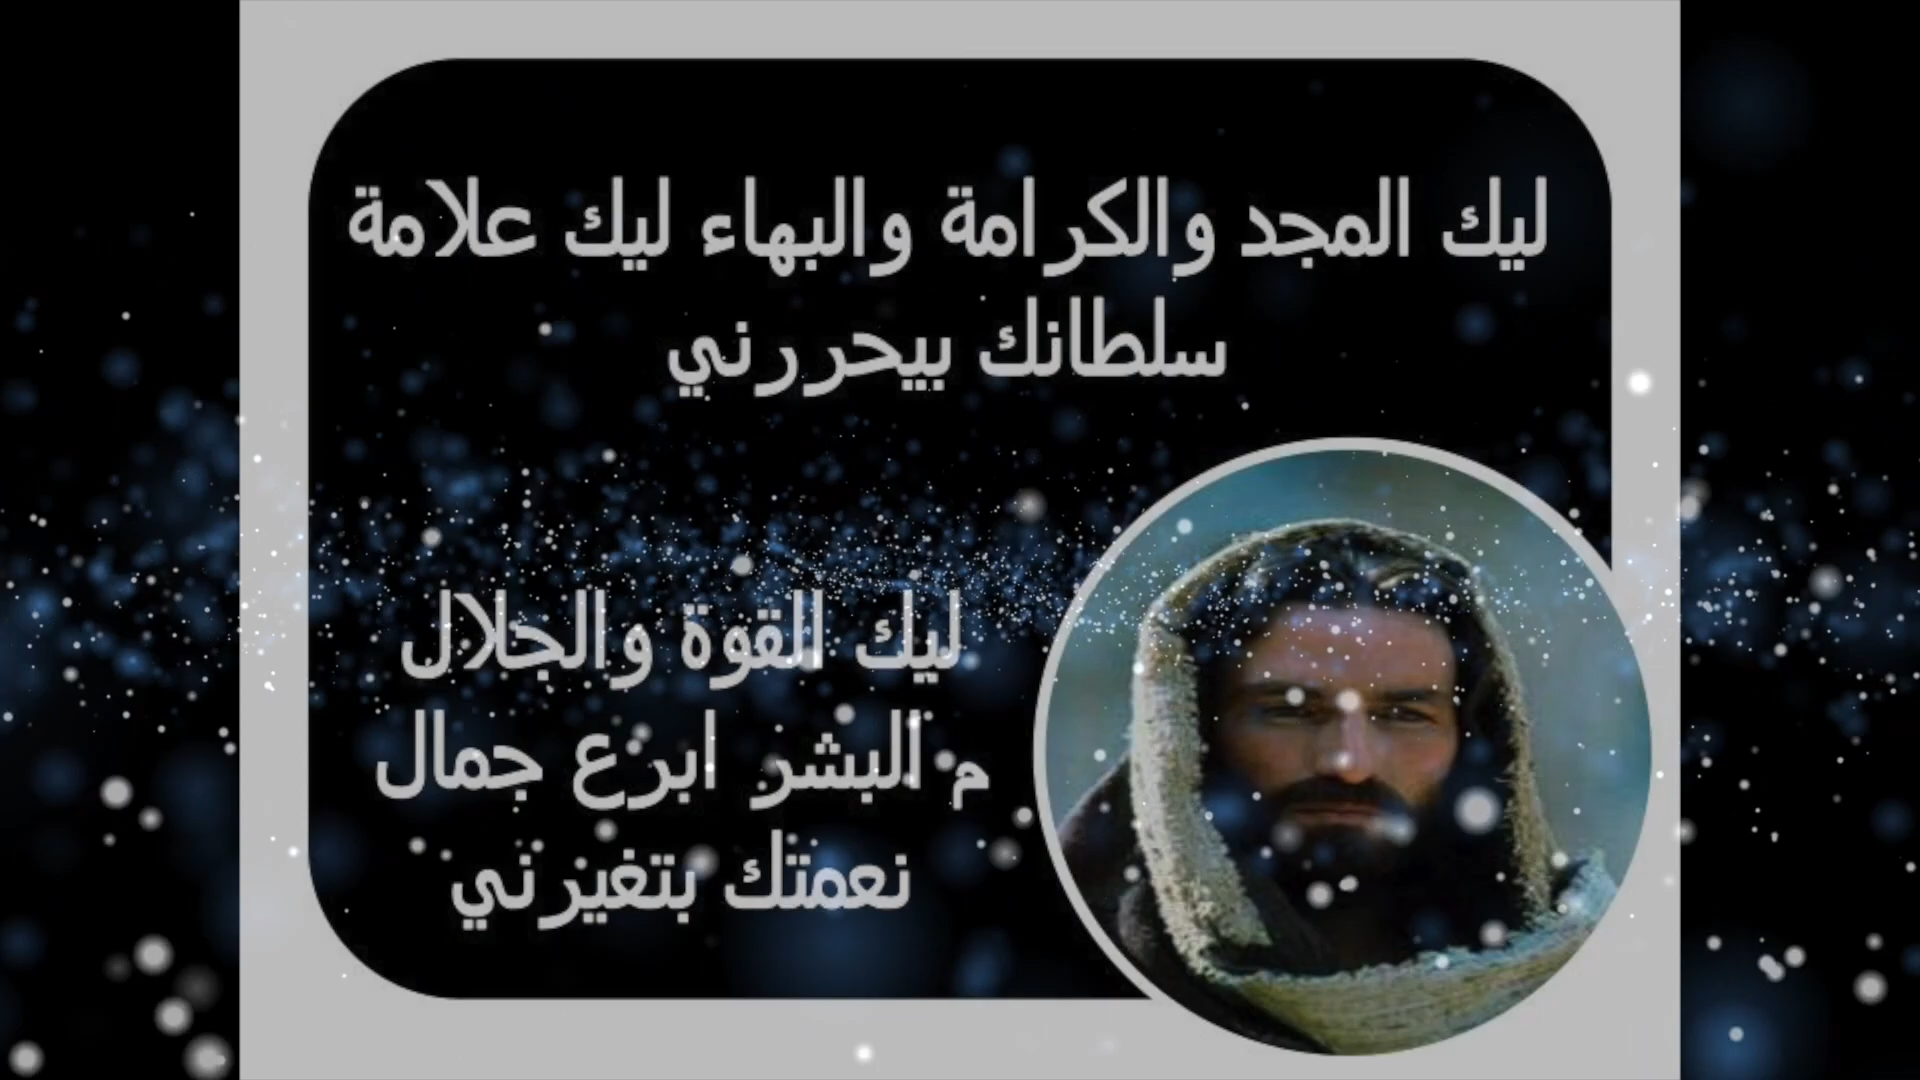 ليك المجد والكرامة والبهاء ليك علامة
سلطانك بيحررني
ليك القوة والجلال
م البشر ابرع جمال
نعمتك بتغيرني